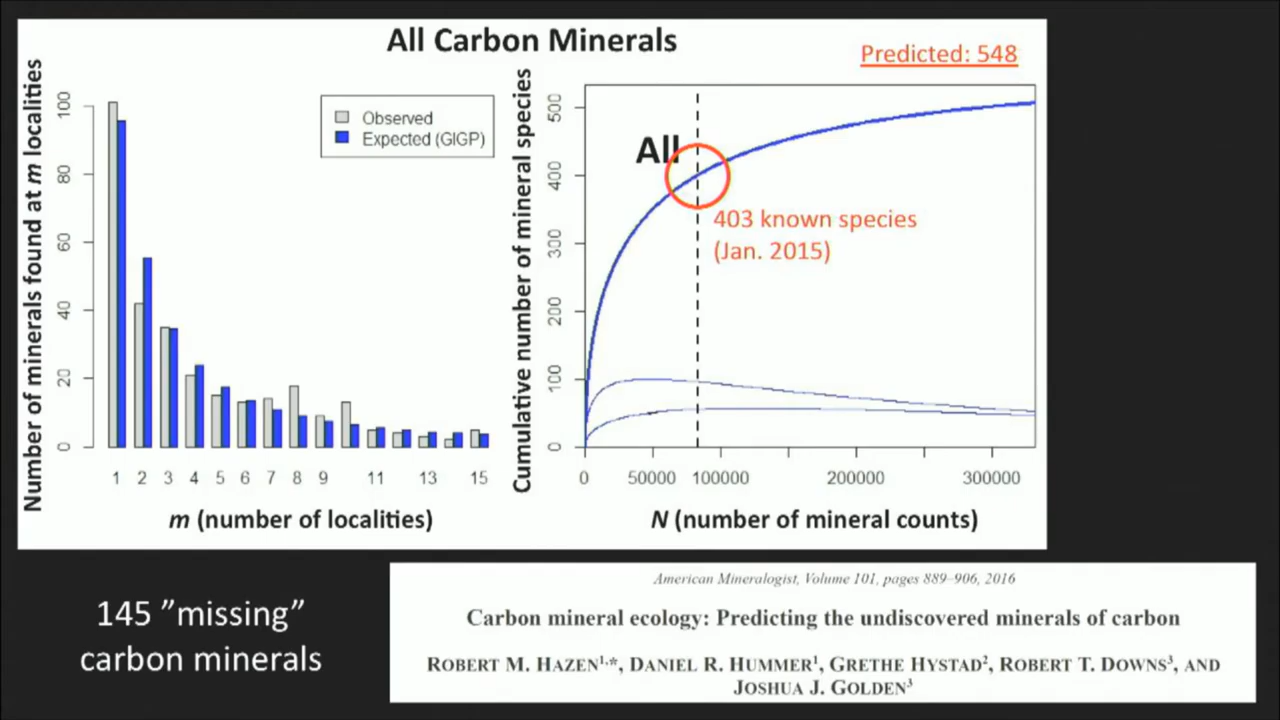 All Carbon Minerals
Predicted: 548
Number of minerals found at m localities
100
80
60
40
20
0
Observed
Expected (GIGP)
1 2 3 4 5 6 7 8 9 11 13 15
m (number of localities)
Cumulative number of mineral species
500
400
300
200
100
0
All
403 known species
(Jan. 2015)
0 50000 100000 200000 300000
N (number of mineral counts)
145 ”missing”
carbon minerals
American Mineralogist, Volume 101, pages 889–906, 2016
Carbon mineral ecology: Predicting the undiscovered minerals of carbon
Robert M. Hazen1,*, Daniel R. Hummer1, Grethe Hystad2, Robert T. Downs3, and
Joshua J. Golden3